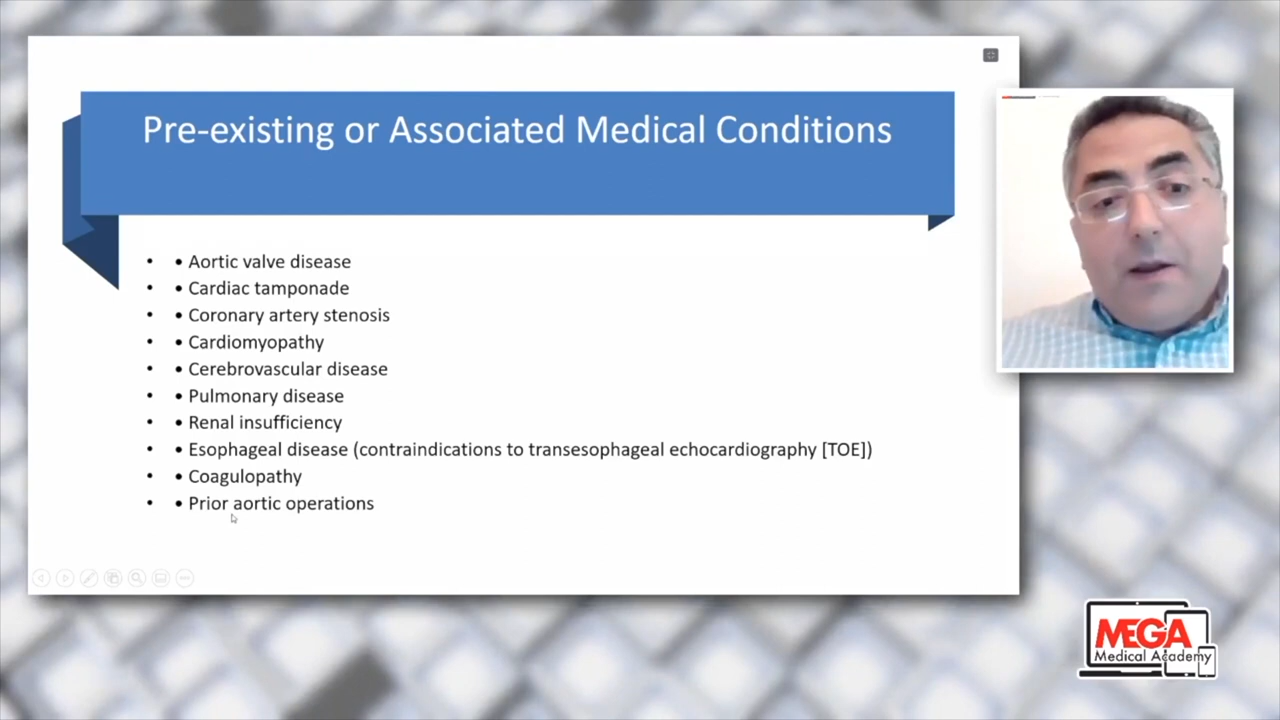 Pre-existing or Associated Medical Conditions
• • Aortic valve disease
• • Cardiac tamponade
• • Coronary artery stenosis
• • Cardiomyopathy
• • Cerebrovascular disease
• • Pulmonary disease
• • Renal insufficiency
• • Esophageal disease (contraindications to transesophageal echocardiography [TOE])
• • Coagulopathy
• • Prior aortic operations
MEGA
Medical Academy